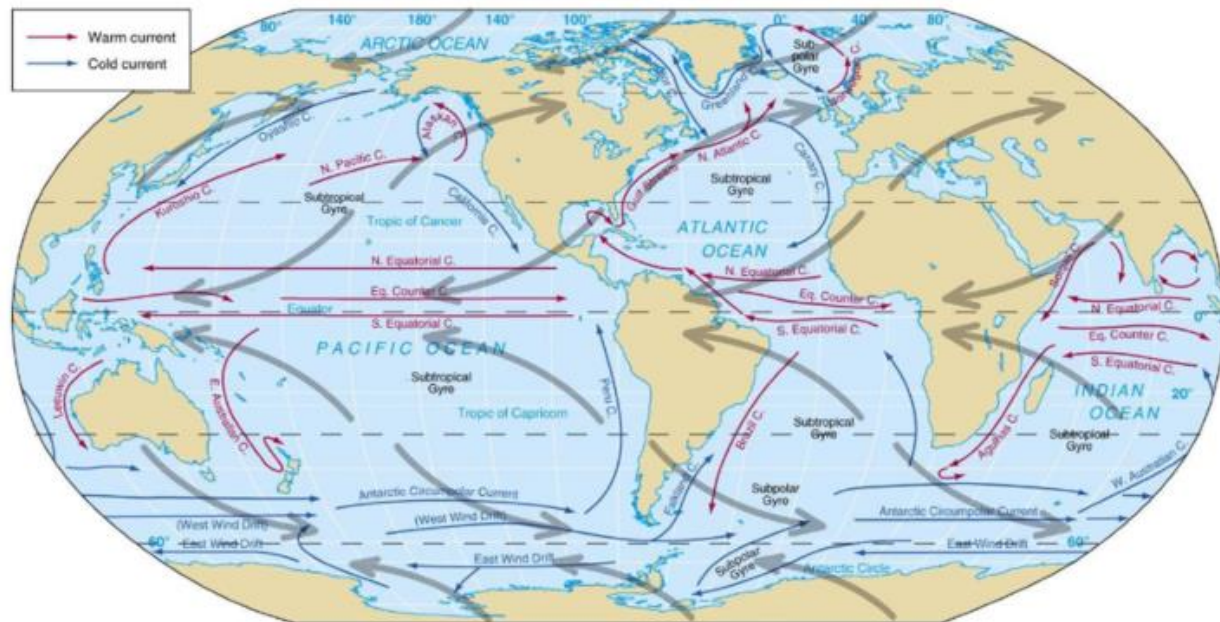 Warm current
Cold current
80°
140°
180°
140°
100°
0°
40°
80°
ARCTIC OCEAN
Sub-
polar
Gyre
Greenland C.
Oyashio C.
Alaskan C.
N. Pacific C.
Kuroshio C.
California C.
Subtropical
Gyre
Tropic of Cancer
Gulf Stream
N. Atlantic C.
Canary C.
Subtropical
Gyre
ATLANTIC
OCEAN
N. Equatorial C.
Eq. Counter C.
Equator
S. Equatorial C.
PACIFIC OCEAN
N. Equatorial C.
Eq. Counter C.
S. Equatorial C.
N. Equatorial C.
0°
Eq. Counter C.
S. Equatorial C.
INDIAN
OCEAN
20°
Leeuwin C.
E. Australian C.
Subtropical
Gyre
Tropic of Capricorn
Peru C.
Brazil C.
Subtropical
Gyre
Agulhas C.
Subtropical
Gyre
W. Australian C.
Falkland C.
Subpolar
Gyre
Antarctic Circumpolar Current
(West Wind Drift)
(West Wind Drift)
Antarctic Circumpolar Current
60°
East Wind Drift
East Wind Drift
Subpolar
Gyre
East Wind Drift
60°
Antarctic Circle